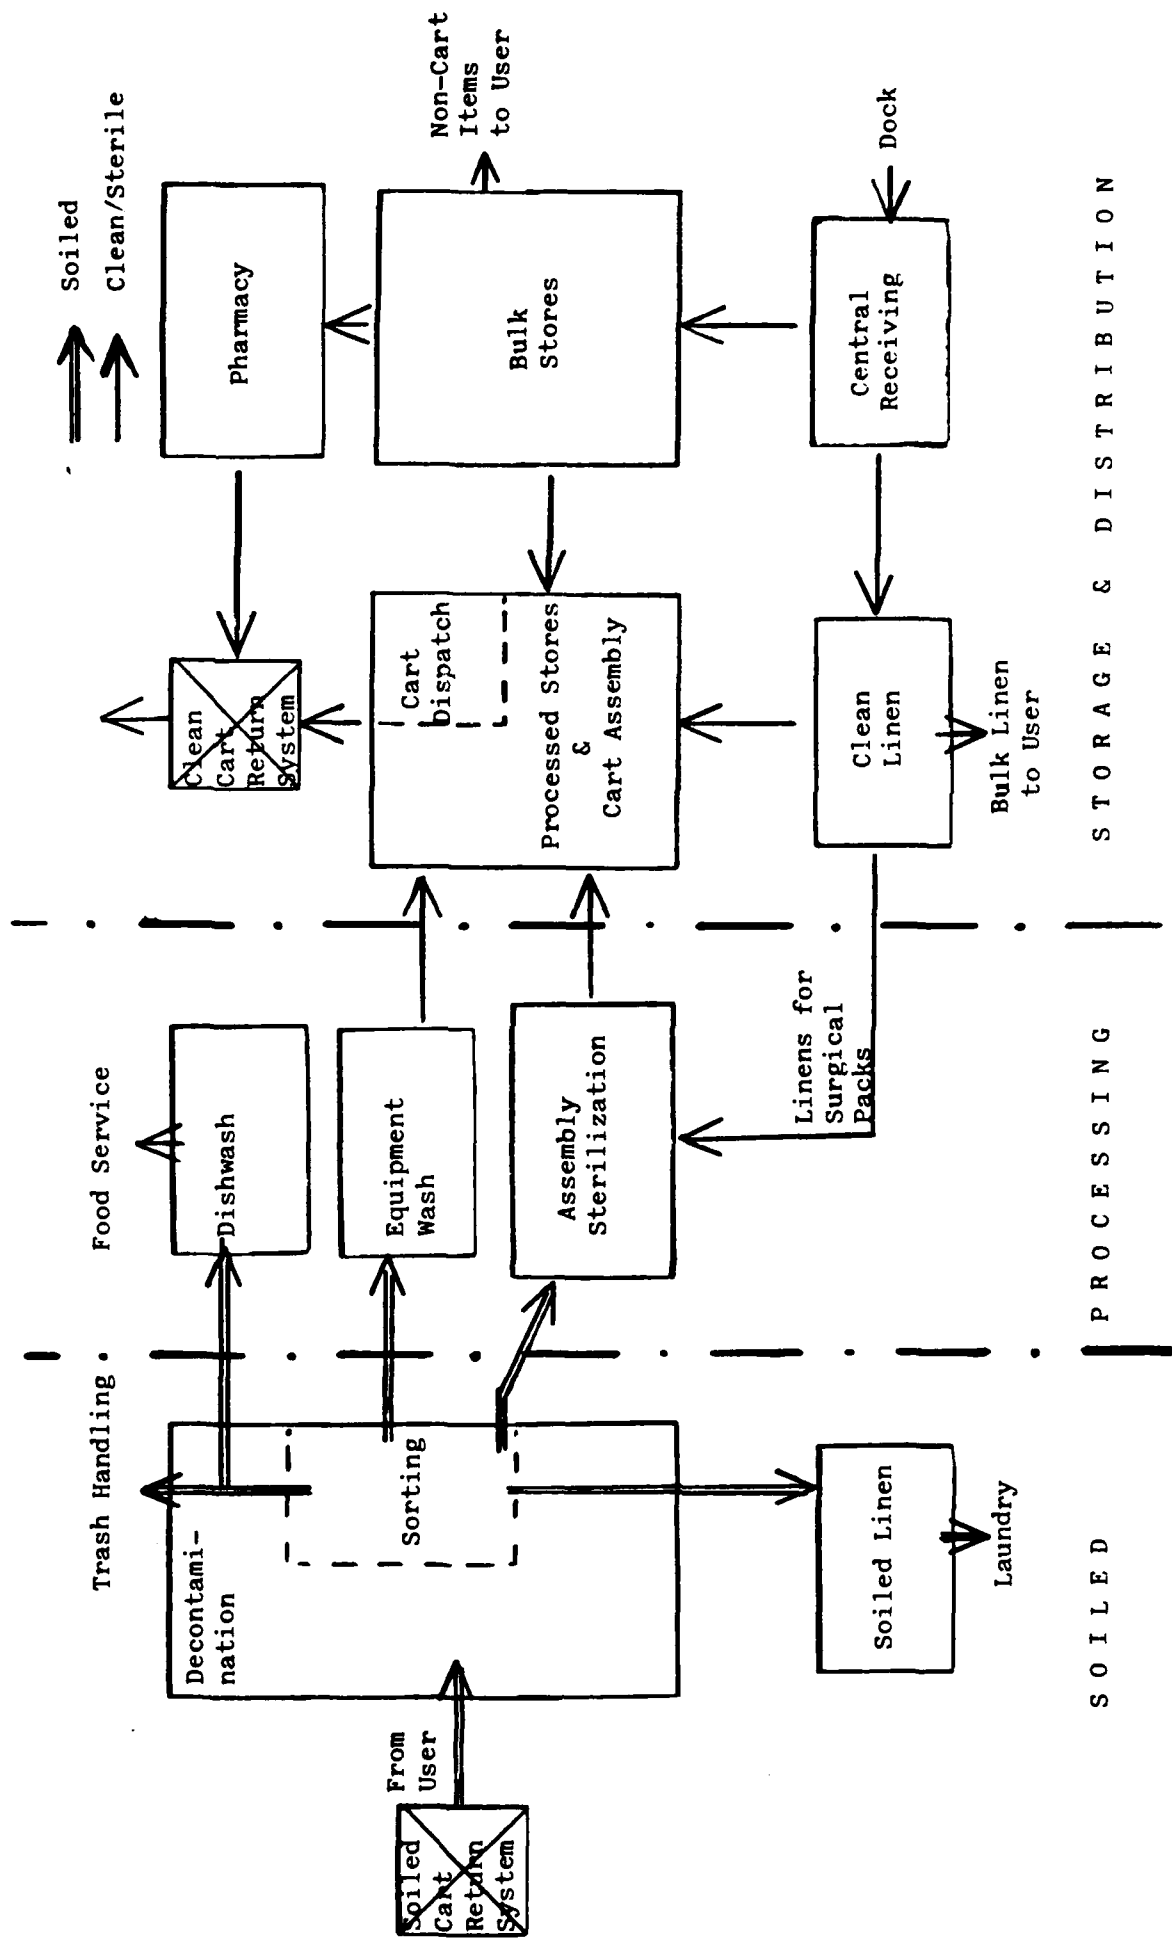 Soiled
Clean/Sterile
Trash Handling
Food Service
Decontami-
nation
Sorting
Dishwash
Equipment
Wash
Assembly
Sterilization
Clean
Cart
Return
System
Pharmacy
Cart
Dispatch
Processed Stores
&
Cart Assembly
Bulk
Stores
Non-Cart
Items
to User
From
User
Soiled
Cart
Return
System
Linens for
Surgical
Packs
Soiled Linen
Laundry
Clean
Linen
Bulk Linen
to User
Central
Receiving
Dock
SOILED
PROCESSING
STORAGE & DISTRIBUTION